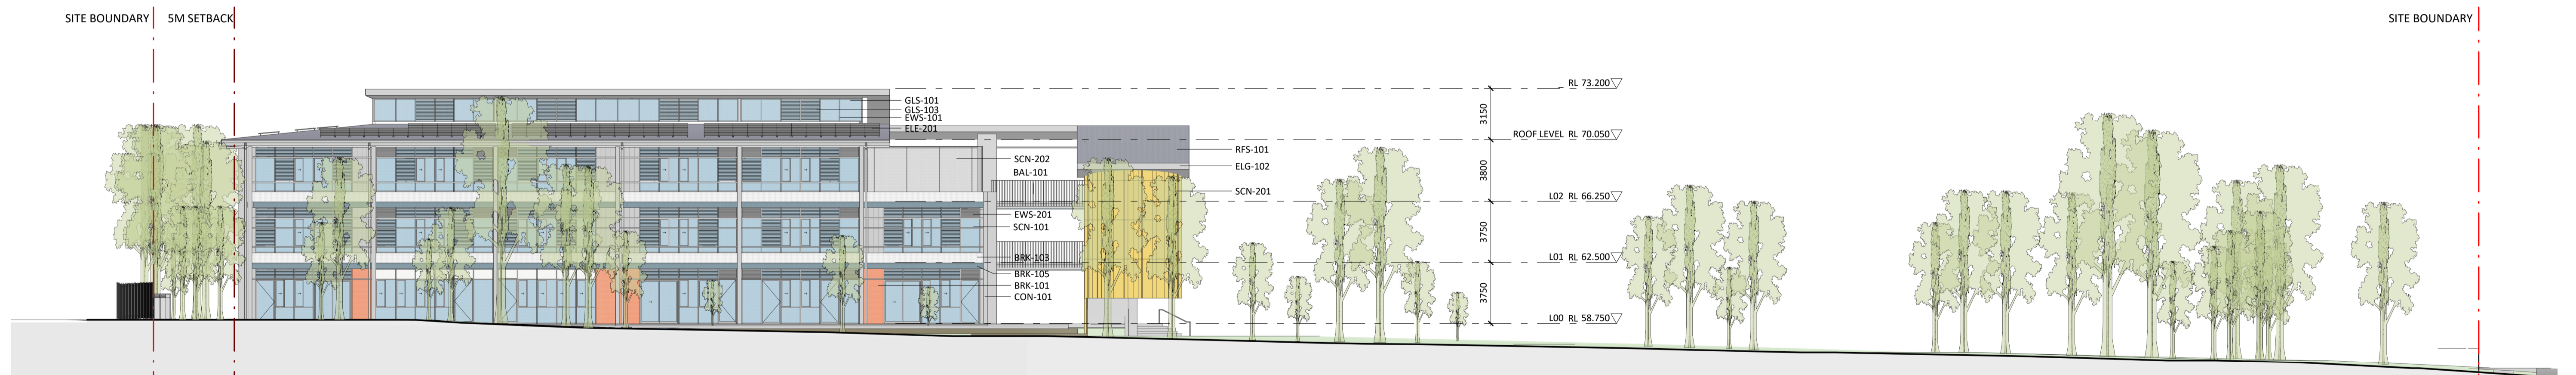 SITE BOUNDARY
5M SETBACK
SITE BOUNDARY
GLS-101
GLS-103
EWS-101
ELE-201
SCN-202
BAL-101
EWS-201
SCN-101
BRK-103
BRK-105
BRK-101
CON-101
RFS-101
ELG-102
SCN-201
3150
3800
3750
3750
RL 73.200
ROOF LEVEL RL 70.050
L02 RL 66.250
L01 RL 62.500
L00 RL 58.750